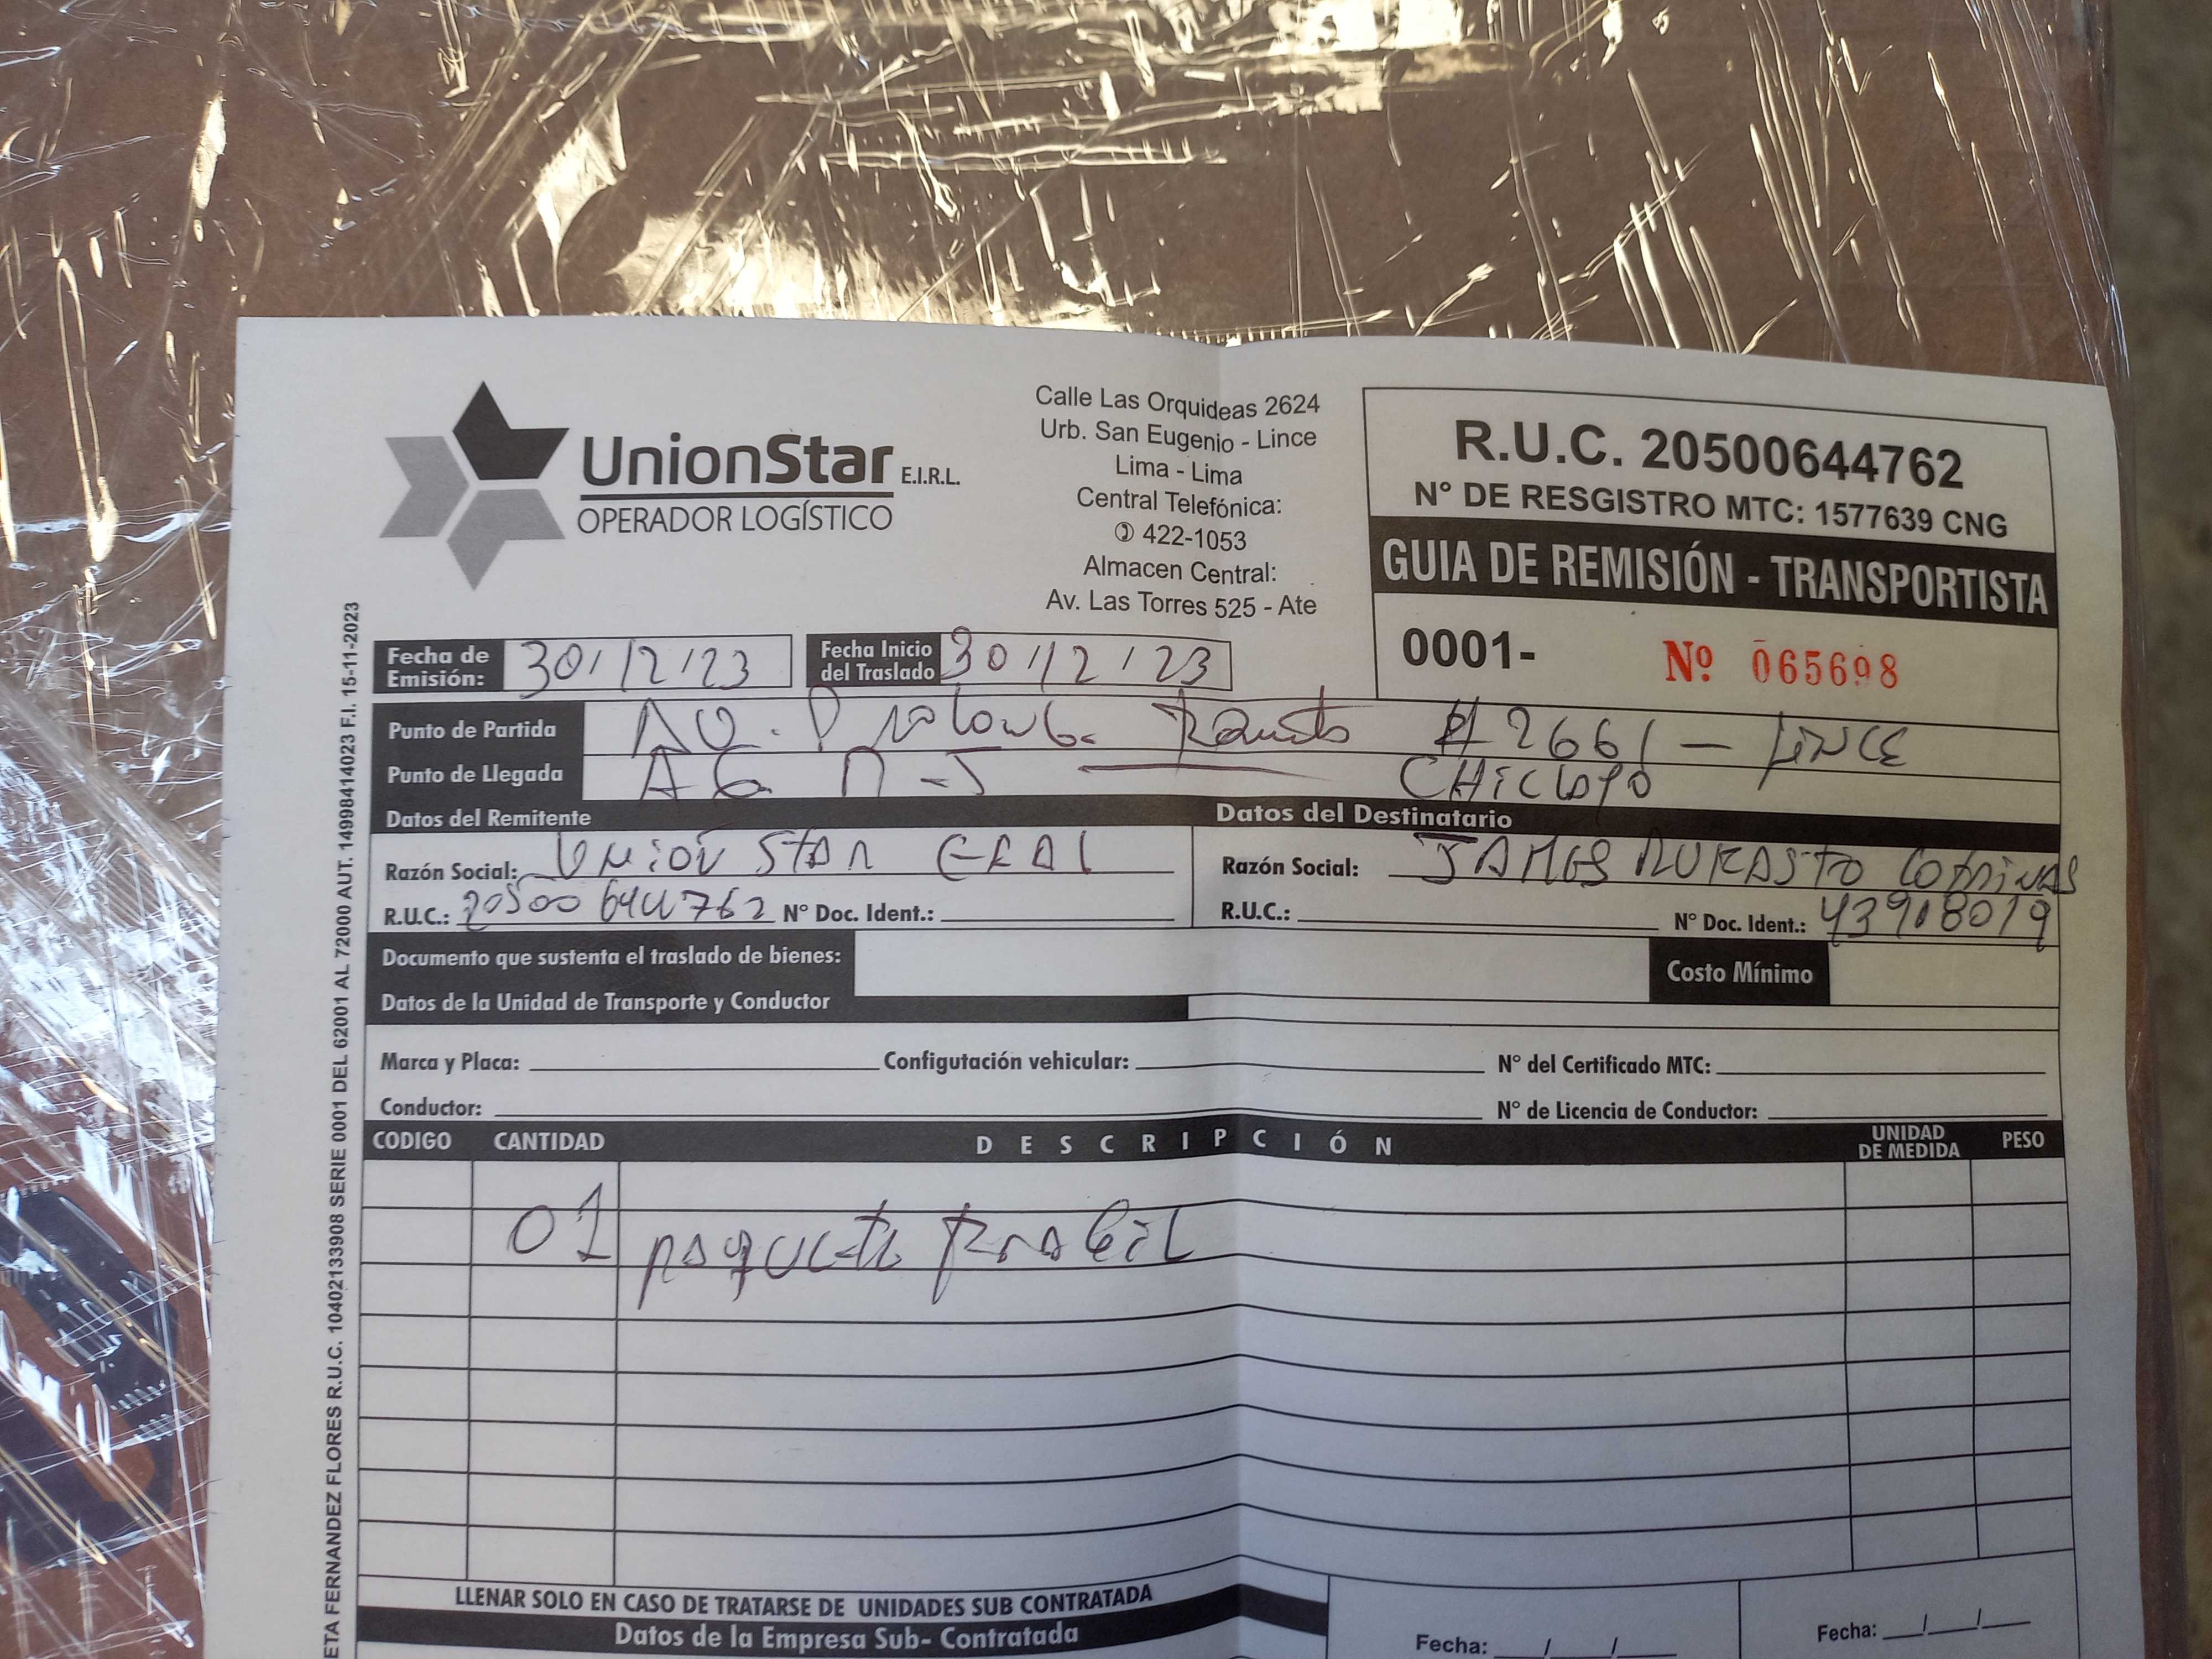 UnionStar E.I.R.L.
OPERADOR LOGÍSTICO
Calle Las Orquideas 2624
Urb. San Eugenio - Lince
Lima - Lima
Central Telefónica:
422-1053
Almacen Central:
Av. Las Torres 525 - Ate
R.U.C. 20500644762
N° DE RESGISTRO MTC: 1577639 CNG
GUIA DE REMISIÓN - TRANSPORTISTA
0001- Nº 065698
Fecha de Emisión: 30/12/23
Fecha Inicio del Traslado 30/12/23
Punto de Partida AV. # 2661 - LINCE
Punto de Llegada CHICLAYO
Datos del Remitente
Razón Social: UNION STAR
R.U.C.: 20500644762 N° Doc. Ident.:
Datos del Destinatario
Razón Social: JAMES
R.U.C.: N° Doc. Ident.: 43918019
Documento que sustenta el traslado de bienes:
Costo Mínimo
Datos de la Unidad de Transporte y Conductor
Marca y Placa: Configutación vehicular: N° del Certificado MTC:
Conductor: N° de Licencia de Conductor:
CODIGO CANTIDAD DESCRIPCIÓN UNIDAD DE MEDIDA PESO
01 paquete
LLENAR SOLO EN CASO DE TRATARSE DE UNIDADES SUB CONTRATADA
Datos de la Empresa Sub- Contratada
Fecha: / /
Fecha: / /
ETA FERNANDEZ FLORES R.U.C. 10402133908 SERIE 0001 DEL 62001 AL 72000 AUT. 1499814023 F.I. 15-11-2023